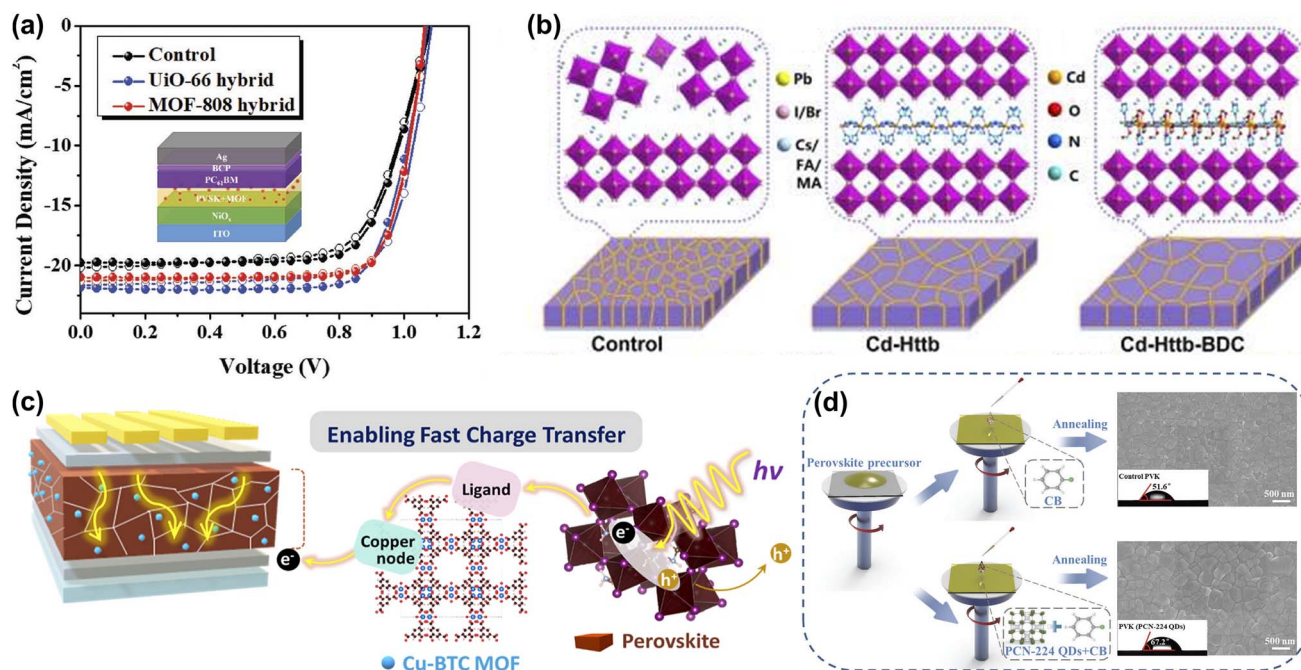 (a)
Current Density (mA/cm²)
0
-5
-10
-15
-20
0.0 0.2 0.4 0.6 0.8 1.0 1.2
Voltage (V)
Control
UiO-66 hybrid
MOF-808 hybrid
Ag
BCP
PC₆₁BM
PVSK+MOF
NiOₓ
ITO
(b)
Pb
I/Br
Cs/
FA/
MA
Cd
O
N
C
Control
Cd-Httb
Cd-Httb-BDC
(c)
Enabling Fast Charge Transfer
Ligand
Copper
node
e⁻
e⁻
h⁺
h⁺
hν
Cu-BTC MOF
Perovskite
(d)
Perovskite precursor
CB
Annealing
Control PVK
51.6°
500 nm
PCN-224 QDs+CB
Annealing
PVK (PCN-224 QDs)
67.2°
500 nm